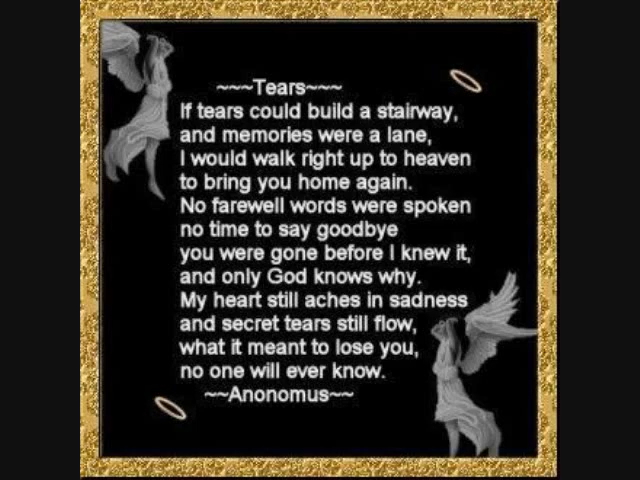 ~~~Tears~~~
If tears could build a stairway,
and memories were a lane,
I would walk right up to heaven
to bring you home again.
No farewell words were spoken
no time to say goodbye
you were gone before I knew it,
and only God knows why.
My heart still aches in sadness
and secret tears still flow,
what it meant to lose you,
no one will ever know.
~~Anonomus~~